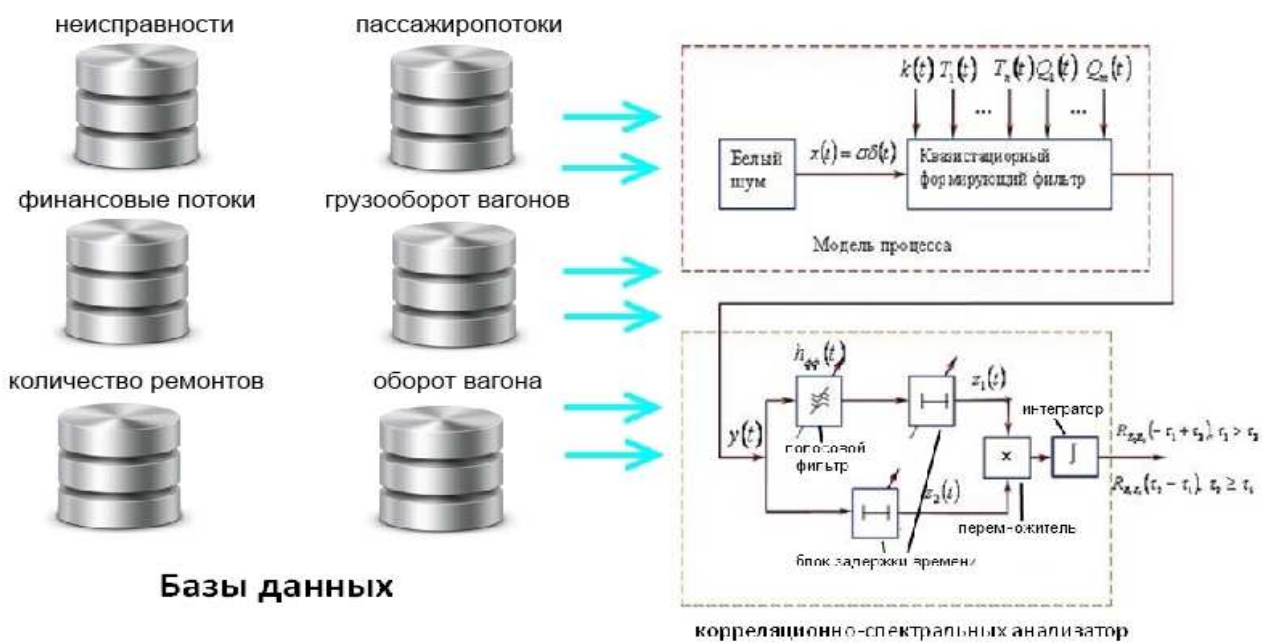 неисправности
пассажиропотоки
финансовые потоки
грузооборот вагонов
количество ремонтов
оборот вагона
Базы данных
k(t) T₁(t) ... Tₙ(t) Q₁(t) ... Qₘ(t)
Белый
шум
x(t) = σδ(t)
Квазистациорный
формирующий фильтр
Модель процесса
y(t)
полосовой
фильтр
z₁(t)
z₂(t)
интегратор
x
∫
перемножитель
блок задержки времени
корреляционно-спектральных анализатор